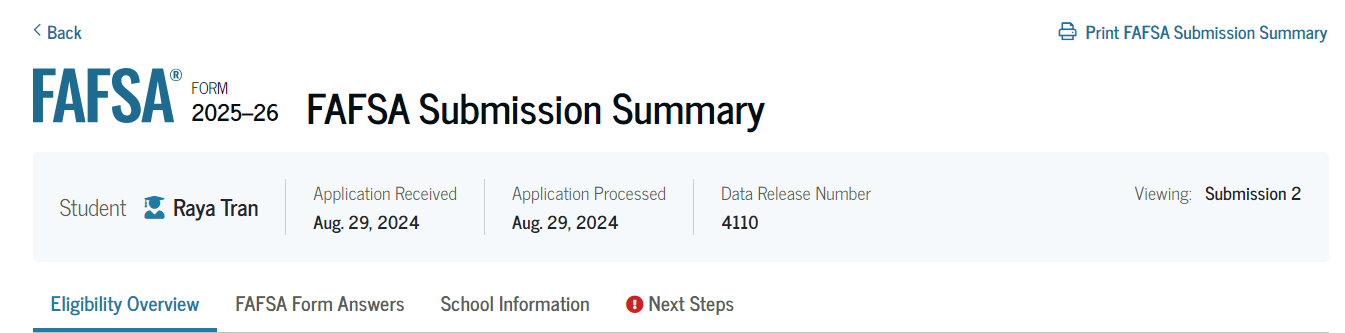 Back
Print FAFSA Submission Summary
FAFSA® FORM 2025–26
FAFSA Submission Summary
Student Raya Tran
Application Received
Aug. 29, 2024
Application Processed
Aug. 29, 2024
Data Release Number
4110
Viewing: Submission 2
Eligibility Overview
FAFSA Form Answers
School Information
Next Steps